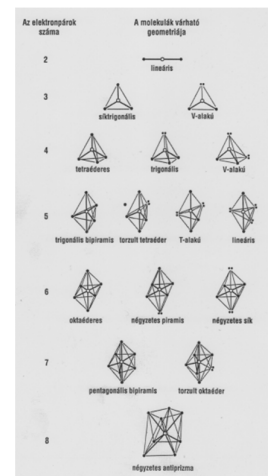 Az elektronpárok száma
A molekulák várható geometriája
2
lineáris
3
síktrigonális
V-alakú
4
tetraéderes
trigonális
V-alakú
5
trigonális bipiramis
torzult tetraéder
T-alakú
lineáris
6
oktaéderes
négyzetes piramis
négyzetes sík
7
pentagonális bipiramis
torzult oktaéder
8
négyzetes antiprizma